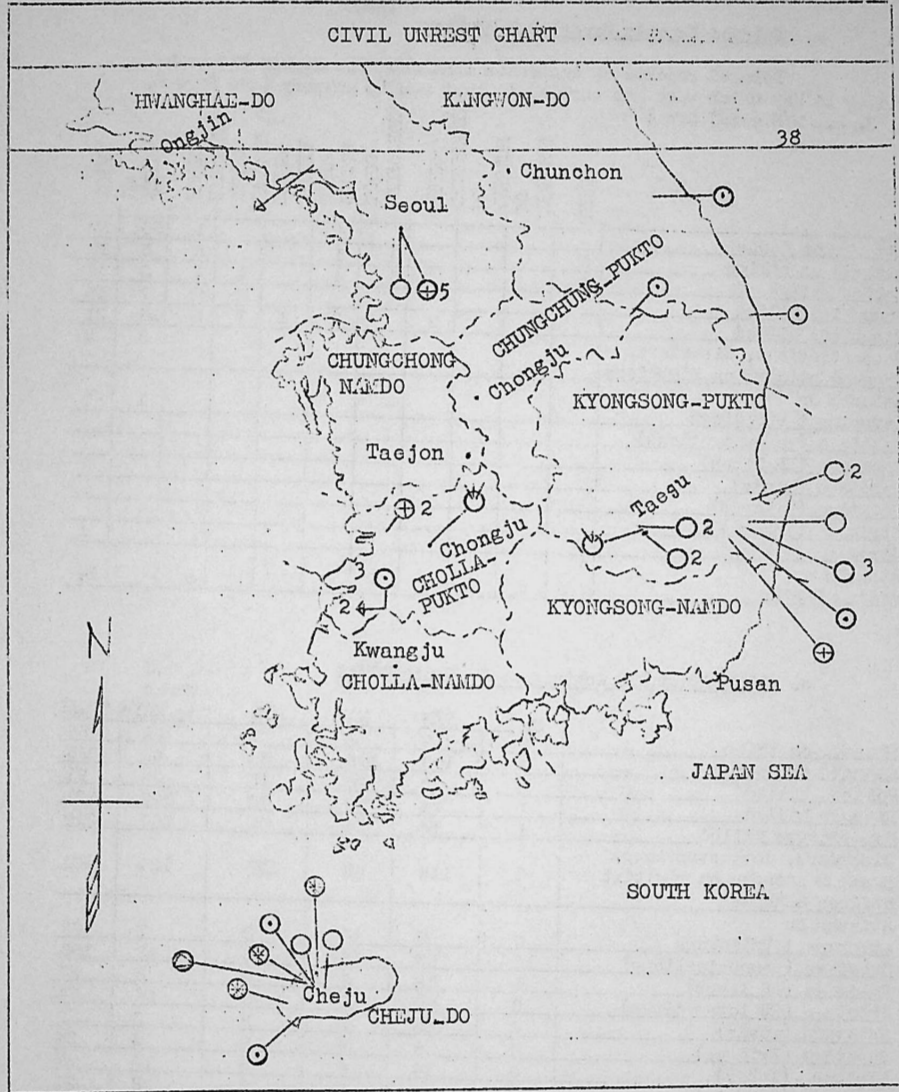 CIVIL UNREST CHART
HWANGHAE-DO
KANGWON-DO
Ongjin
38
Chunchon
Seoul
5
CHUNGCHUNG-PUKTO
CHUNGCHONG
NAMDO
Chongju
KYONGSONG-PUKTO
Taejon
2
2
Taegu
Chongju
2
2
3
CHOLLA-
PUKTO
3
2
KYONGSONG-NAMDO
N
Kwangju
CHOLLA-NAMDO
Pusan
JAPAN SEA
SOUTH KOREA
Cheju
CHEJU_DO